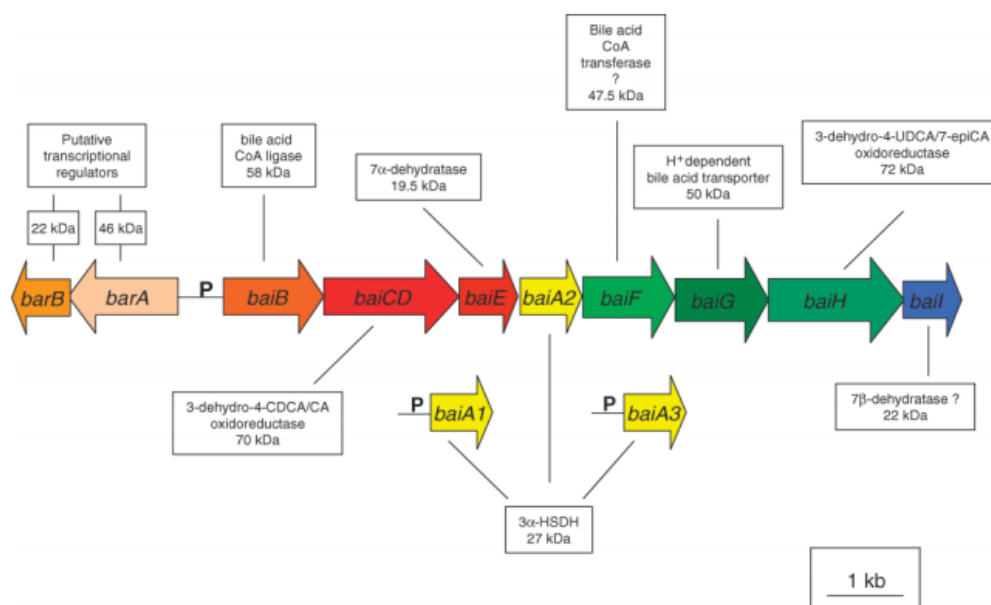 Bile acid
CoA
transferase
?
47.5 kDa
Putative
transcriptional
regulators
bile acid
CoA ligase
58 kDa
7α-dehydratase
19.5 kDa
H⁺dependent
bile acid transporter
50 kDa
3-dehydro-4-UDCA/7-epiCA
oxidoreductase
72 kDa
22 kDa
46 kDa
barB
barA
P
baiB
baiCD
baiE
baiA2
baiF
baiG
baiH
baiI
3-dehydro-4-CDCA/CA
oxidoreductase
70 kDa
P
baiA1
P
baiA3
7β-dehydratase ?
22 kDa
3α-HSDH
27 kDa
1 kb